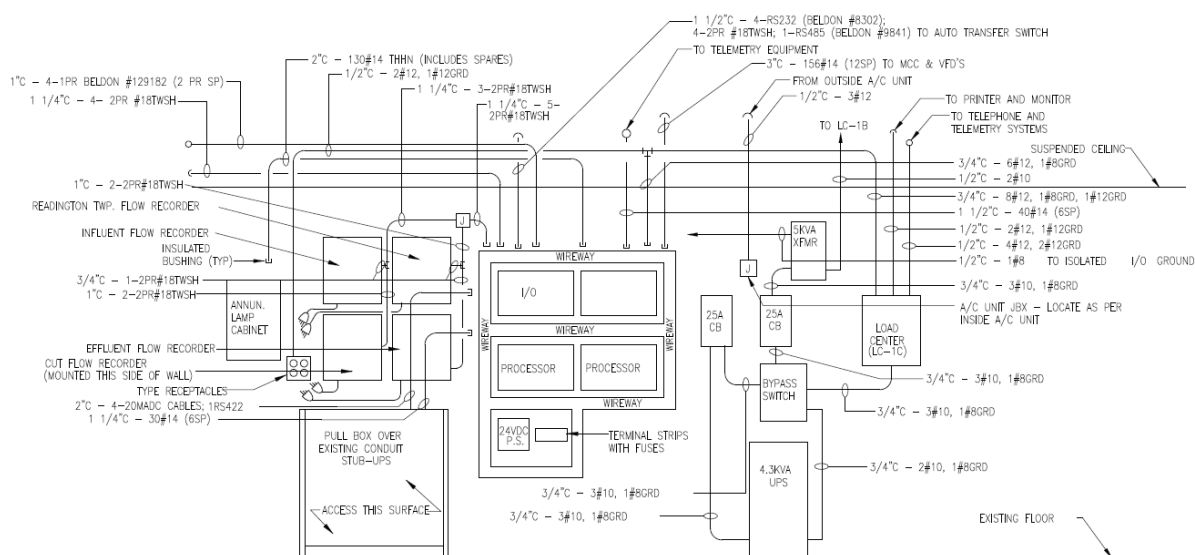 1 1/2"C – 4-RS232 (BELDON #8302);
4-2PR #18TWSH; 1-RS485 (BELDON #9841) TO AUTO TRANSFER SWITCH
TO TELEMETRY EQUIPMENT
2"C – 130#14 THHN (INCLUDES SPARES)
3"C – 156#14 (12SP) TO MCC & VFD'S
1/2"C – 2#12, 1#12GRD
FROM OUTSIDE A/C UNIT
1"C – 4-1PR BELDON #129182 (2 PR SP)
1 1/4"C – 3-2PR#18TWSH
1/2"C – 3#12
1 1/4"C – 4- 2PR #18TWSH
1 1/4"C – 5-
2PR#18TWSH
TO PRINTER AND MONITOR
TO TELEPHONE AND
TELEMETRY SYSTEMS
TO LC-1B
SUSPENDED CEILING
3/4"C – 6#12, 1#8GRD
1/2"C – 2#10
1"C – 2-2PR#18TWSH
3/4"C – 8#12, 1#8GRD, 1#12GRD
READINGTON TWP. FLOW RECORDER
J
1 1/2"C – 40#14 (6SP)
INFLUENT FLOW RECORDER
5KVA
XFMR
1/2"C – 2#12, 1#12GRD
INSULATED
BUSHING (TYP)
1/2"C – 4#12, 2#12GRD
WIREWAY
1/2"C – 1#8 TO ISOLATED I/O GROUND
J
3/4"C – 1-2PR#18TWSH
3/4"C – 3#10, 1#8GRD
1"C – 2-2PR#18TWSH
I/O
ANNUN.
LAMP
CABINET
A/C UNIT JBX – LOCATE AS PER
INSIDE A/C UNIT
25A
CB
25A
CB
LOAD
CENTER
(LC-1C)
WIREWAY
WIREWAY
WIREWAY
EFFLUENT FLOW RECORDER
CUT FLOW RECORDER
(MOUNTED THIS SIDE OF WALL)
PROCESSOR
PROCESSOR
3/4"C – 3#10, 1#8GRD
TYPE RECEPTACLES
BYPASS
SWITCH
WIREWAY
2"C – 4-20MADC CABLES; 1RS422
3/4"C – 3#10, 1#8GRD
1 1/4"C – 30#14 (6SP)
24VDC
P.S.
TERMINAL STRIPS
WITH FUSES
PULL BOX OVER
EXISTING CONDUIT
STUB-UPS
4.3KVA
UPS
3/4"C – 2#10, 1#8GRD
3/4"C – 3#10, 1#8GRD
ACCESS THIS SURFACE
3/4"C – 3#10, 1#8GRD
EXISTING FLOOR